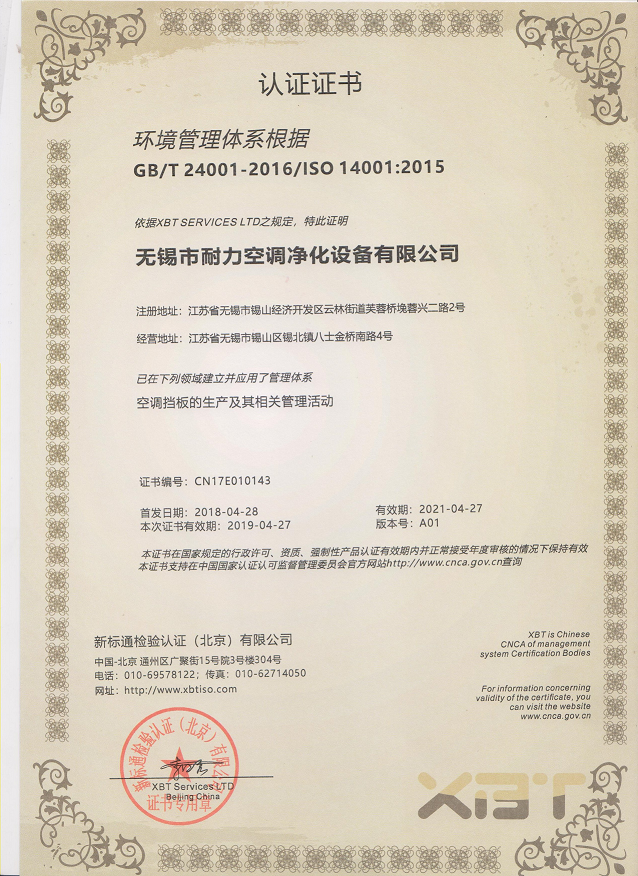 认证证书
环境管理体系根据
GB/T 24001-2016/ISO 14001:2015
依据XBT SERVICES LTD之规定，特此证明
无锡市耐力空调净化设备有限公司
注册地址：江苏省无锡市锡山经济开发区云林街道芙蓉桥堍蓉兴二路2号
经营地址：江苏省无锡市锡山区锡北镇八士金桥南路4号
已在下列领域建立并应用了管理体系
空调挡板的生产及其相关管理活动
证书编号：CN17E010143
首发日期：2018-04-28
有效期：2021-04-27
本次证书有效期：2019-04-27
版本号：A01
本证书在国家规定的行政许可、资质、强制性产品认证有效期内并正常接受年度审核的情况下保持有效
本证书支持在中国国家认证认可监督管理委员会官方网站http://www.cnca.gov.cn查询
新标通检验认证（北京）有限公司
中国-北京 通州区广聚街15号院3号楼304号
电话：010-69578122；传真：010-62714050
网址：http://www.xbtiso.com
XBT is Chinese
CNCA of management
system Certification Bodies
For information concerning
validity of the certificate, you
can visit the website
www.cnca.gov.cn
新标通检验认证（北京）有限公司
XBT Services LTD
Beijing China
证书专用章
XBT